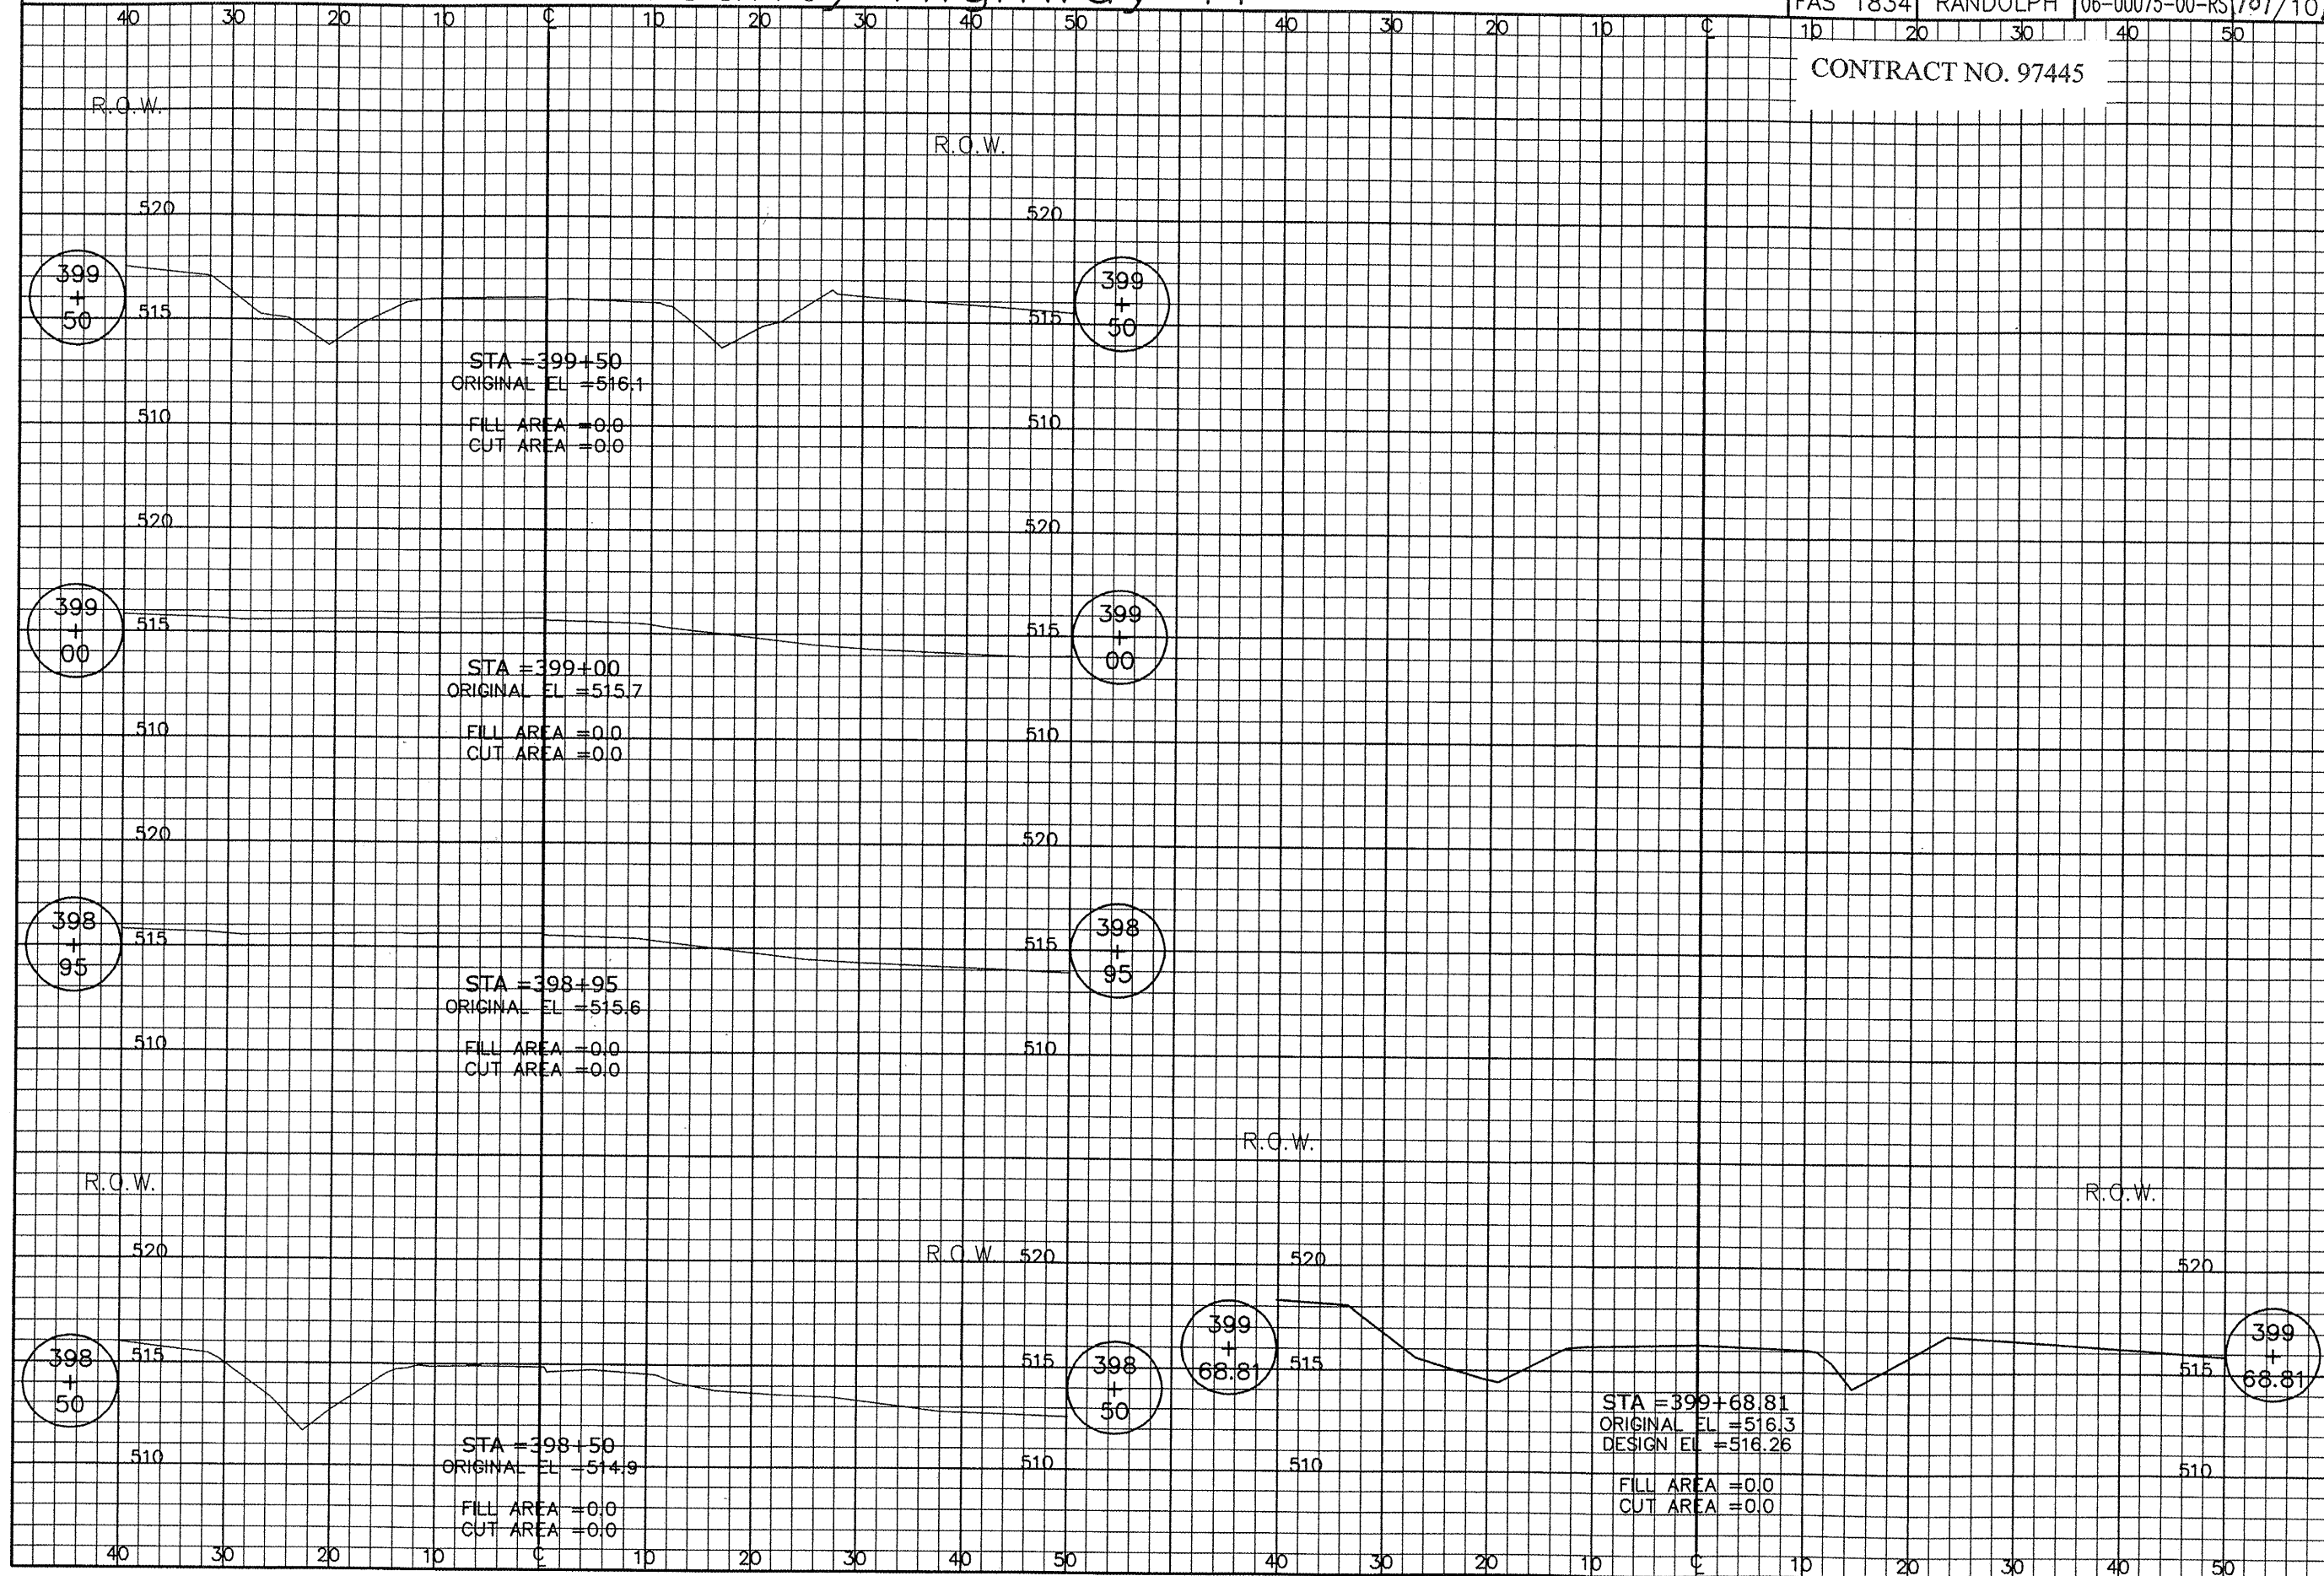 FAS 1834 RANDOLPH 06-00075-00-RS
40 30 20 10 ℄ 10 20 30 40 50 40 30 20 10 ℄ 10 20 30 40 50
CONTRACT NO. 97445
R.O.W.
R.O.W.
520 520
399 + 50
515 515
399 + 50
STA =399+50
ORIGINAL EL =516.1
510 510
FILL AREA =0.0
CUT AREA =0.0
520 520
399 + 00
515 515
399 + 00
STA =399+00
ORIGINAL EL =515.7
510 510
FILL AREA =0.0
CUT AREA =0.0
520 520
398 + 95
515 515
398 + 95
STA =398+95
ORIGINAL EL =515.6
510 510
FILL AREA =0.0
CUT AREA =0.0
R.O.W.
R.O.W.
520 R.O.W. 520
398 + 50
515 515
398 + 50
STA =398+50
ORIGINAL EL =514.9
510 510
FILL AREA =0.0
CUT AREA =0.0
R.O.W.
520 520
399 + 68.81
515 515
399 + 68.81
STA =399+68.81
ORIGINAL EL =516.3
DESIGN EL =516.26
510 510
FILL AREA =0.0
CUT AREA =0.0
40 30 20 10 ℄ 10 20 30 40 50 40 30 20 10 ℄ 10 20 30 40 50